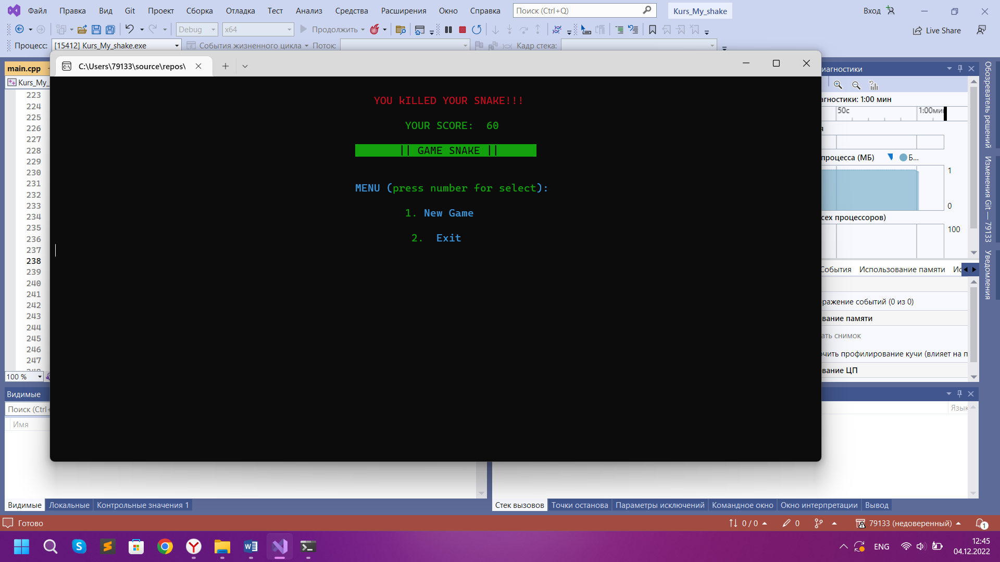 Файл Правка Вид Git Проект Сборка Отладка Тест Анализ Средства Расширения Окно Справка Поиск (Ctrl+Q) Kurs_My_shake Вход
Debug x64 Продолжить Live Share
Процесс: [15412] Kurs_My_shake.exe События жизненного цикла Поток: Кадр стека:
main.cpp
Kurs_My_
C:\Users\79133\source\repos\
YOU kILLED YOUR SNAKE!!!
YOUR SCORE: 60
|| GAME SNAKE ||
MENU (press number for select):
1. New Game
2. Exit
223
224
225
226
227
228
229
230
231
232
233
234
235
236
237
238
239
240
241
242
243
244
245
246
247
248
100 %
иагностики
агностики: 1:00 мин
50с 1:00мин
я
процесса (МБ) Б...
1
0
сех процессоров)
100
События Использование памяти Ис
ражение событий (0 из 0)
вание памяти
ать снимок
очить профилирование кучи (влияет на п
вание ЦП
Обозреватель решений
Изменения Git — 79133
Уведомления
Видимые
Поиск (Ctrl+
Имя
Язык
Видимые Локальные Контрольные значения 1
Стек вызовов Точки останова Параметры исключений Командное окно Окно интерпретации Вывод
Готово 0 / 0 0 79133 (недоверенный) 1
ENG 12:45
04.12.2022